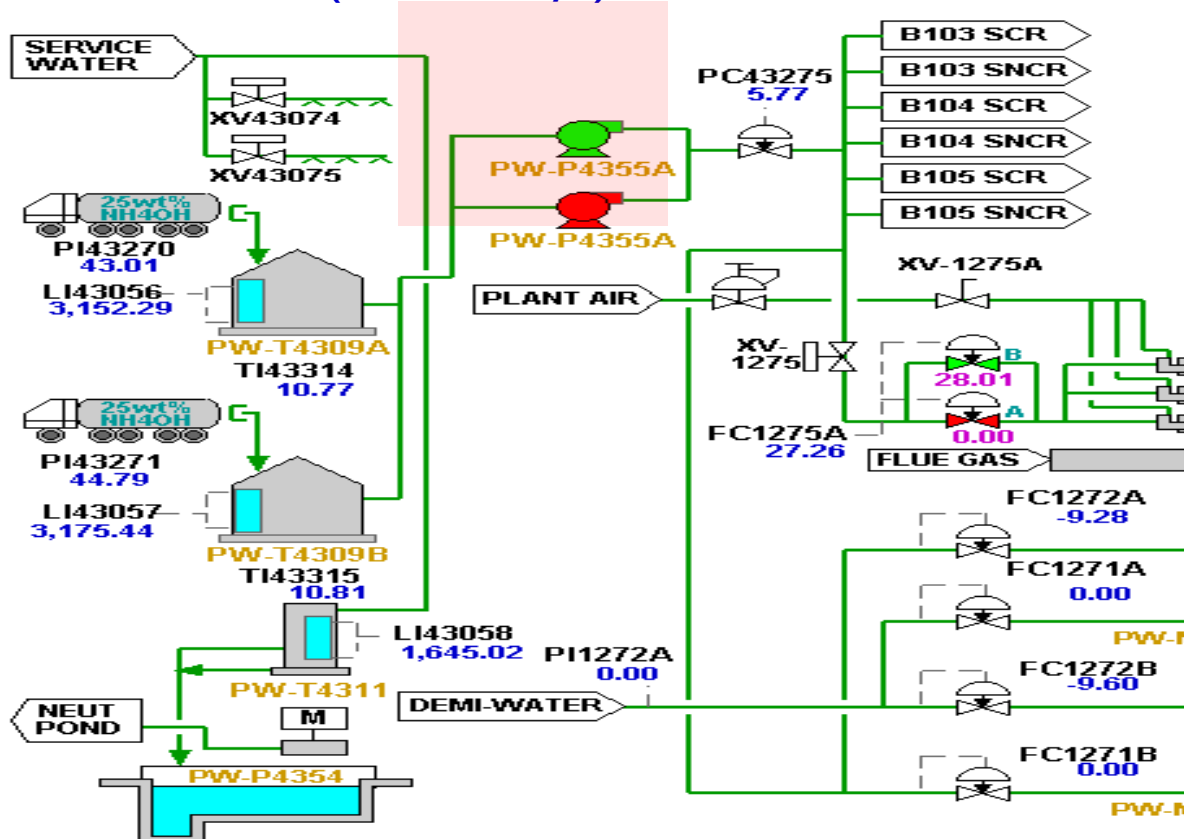 SERVICE
WATER
XV43074
XV43075
25wt%
NH4OH
PI43270
43.01
LI43056
3,152.29
PW-T4309A
TI43314
10.77
25wt%
NH4OH
PI43271
44.79
LI43057
3,175.44
PW-T4309B
TI43315
10.81
LI43058
1,645.02
PW-T4311
NEUT
POND
M
PW-P4354
PW-P4355A
PW-P4355A
PC43275
5.77
B103 SCR
B103 SNCR
B104 SCR
B104 SNCR
B105 SCR
B105 SNCR
PLANT AIR
XV-1275A
XV-
1275
B
28.01
A
0.00
FC1275A
27.26
FLUE GAS
FC1272A
-9.28
FC1271A
0.00
PI1272A
0.00
DEMI-WATER
FC1272B
-9.60
FC1271B
0.00